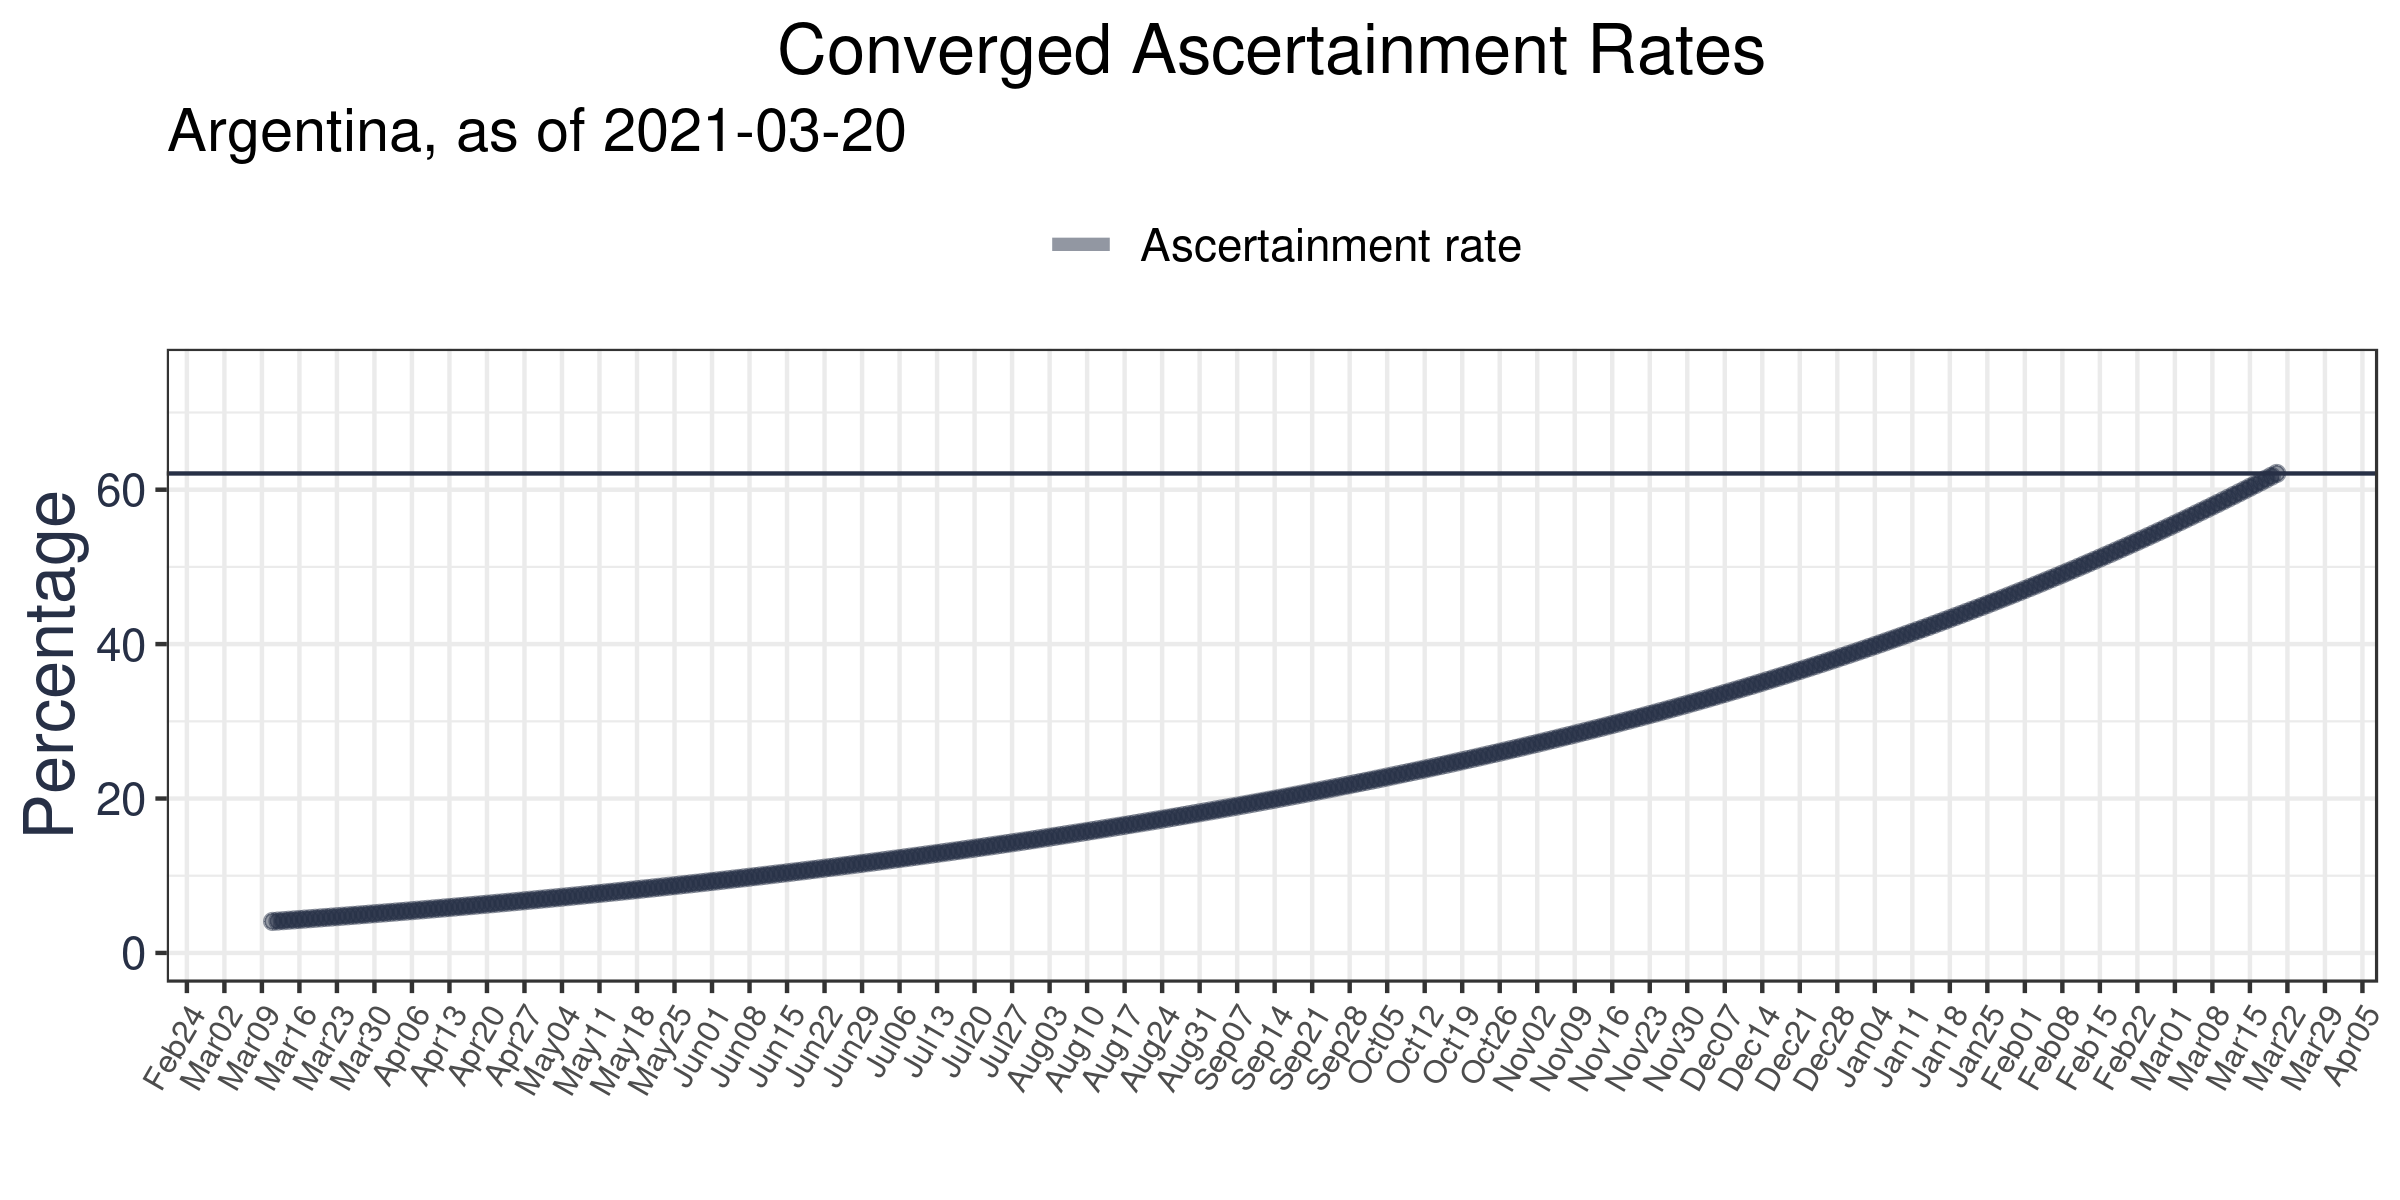 Converged Ascertainment Rates
Argentina, as of 2021-03-20
Ascertainment rate
Percentage
60
40
20
0
Feb24 Mar02 Mar09 Mar16 Mar23 Mar30 Apr06 Apr13 Apr20 Apr27 May04 May11 May18 May25 Jun01 Jun08 Jun15 Jun22 Jun29 Jul06 Jul13 Jul20 Jul27 Aug03 Aug10 Aug17 Aug24 Aug31 Sep07 Sep14 Sep21 Sep28 Oct05 Oct12 Oct19 Oct26 Nov02 Nov09 Nov16 Nov23 Nov30 Dec07 Dec14 Dec21 Dec28 Jan04 Jan11 Jan18 Jan25 Feb01 Feb08 Feb15 Feb22 Mar01 Mar08 Mar15 Mar22 Mar29 Apr05